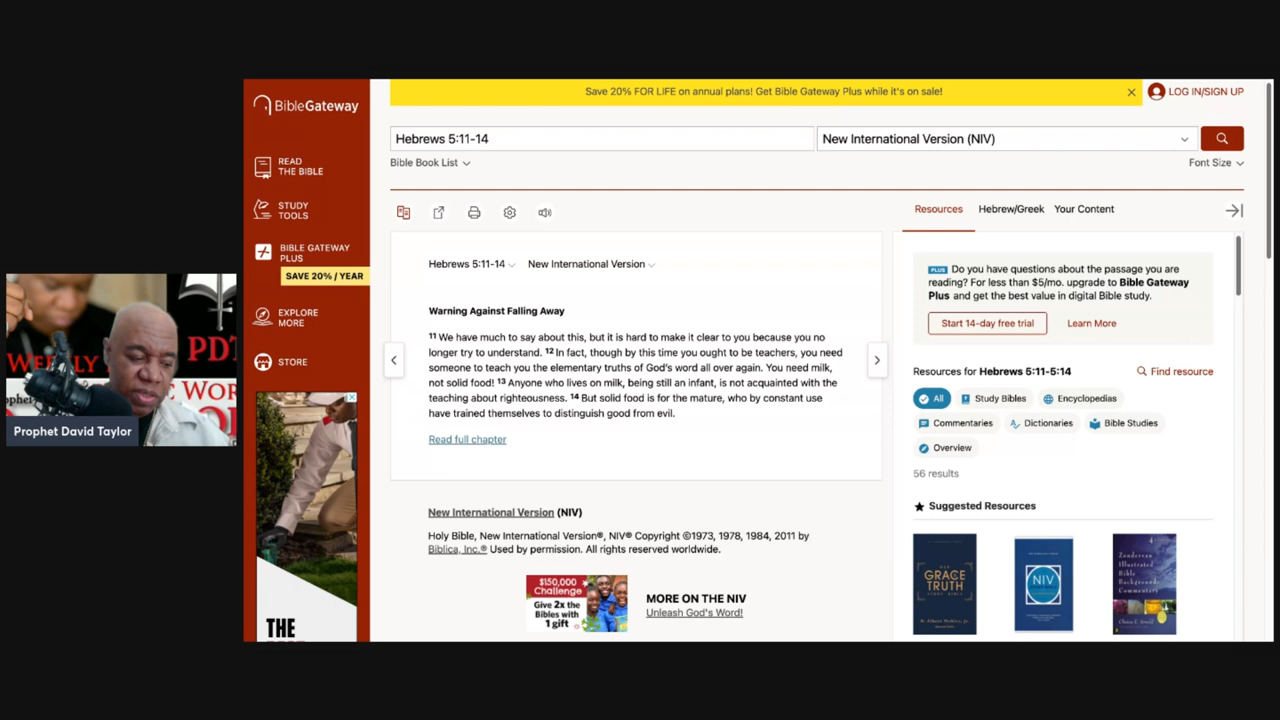 BibleGateway
READ
THE BIBLE
STUDY
TOOLS
BIBLE GATEWAY
PLUS
SAVE 20% / YEAR
EXPLORE
MORE
STORE
THE
Save 20% FOR LIFE on annual plans! Get Bible Gateway Plus while it's on sale!
LOG IN/SIGN UP
Hebrews 5:11-14
New International Version (NIV)
Bible Book List
Font Size
Hebrews 5:11-14
New International Version
Warning Against Falling Away
11 We have much to say about this, but it is hard to make it clear to you because you no
longer try to understand. 12 In fact, though by this time you ought to be teachers, you need
someone to teach you the elementary truths of God's word all over again. You need milk,
not solid food! 13 Anyone who lives on milk, being still an infant, is not acquainted with the
teaching about righteousness. 14 But solid food is for the mature, who by constant use
have trained themselves to distinguish good from evil.
Read full chapter
New International Version (NIV)
Holy Bible, New International Version®, NIV® Copyright ©1973, 1978, 1984, 2011 by
Biblica, Inc.® Used by permission. All rights reserved worldwide.
$150,000
Challenge
Give 2x the
Bibles with
1 gift
MORE ON THE NIV
Unleash God's Word!
Resources
Hebrew/Greek
Your Content
PLUS Do you have questions about the passage you are
reading? For less than $5/mo. upgrade to Bible Gateway
Plus and get the best value in digital Bible study.
Start 14-day free trial
Learn More
Resources for Hebrews 5:11-5:14
Find resource
All
Study Bibles
Encyclopedias
Commentaries
Dictionaries
Bible Studies
Overview
56 results
Suggested Resources
GRACE
TRUTH
STUDY BIBLE
NIV
Zondervan
Illustrated
Bible
Backgrounds
Commentary
WEEKLY
PDT
WOR
Prophet David Taylor